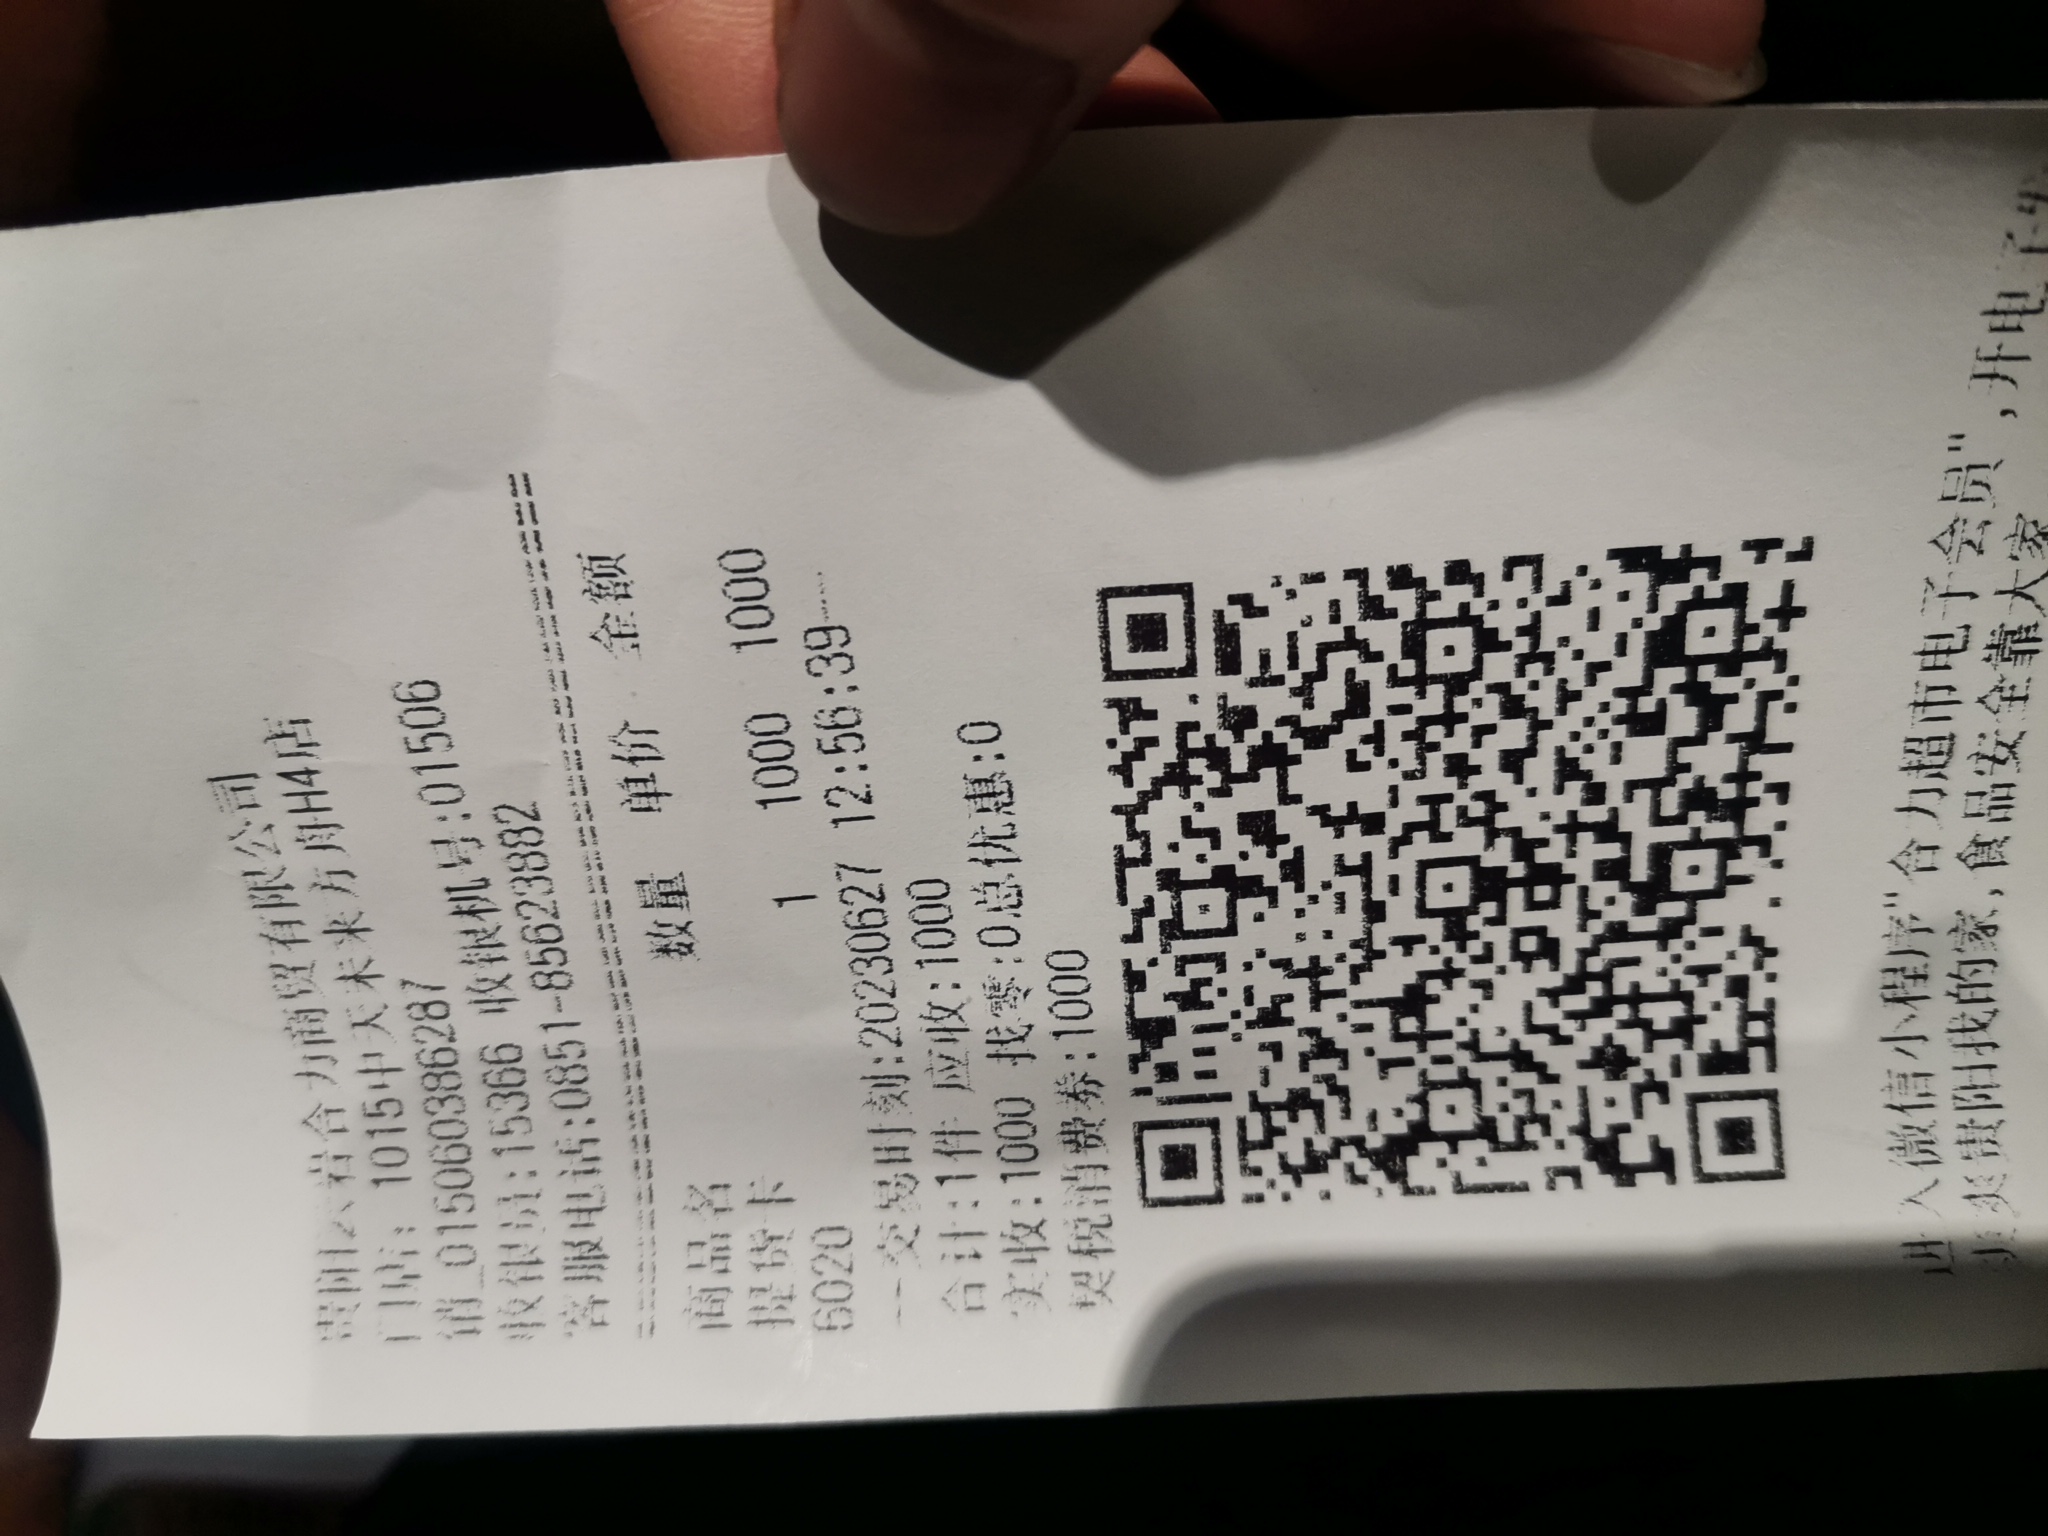 贵阳云岩合力商贸有限公司
门店: 1015中天未来方舟H4店
销_015060386287
收银员:15366 收银机号:01506
客服电话:0851-85623882
商品名 数量 单价 金额
提货卡
5020 1 1000 1000
--交易时刻:20230627 12:56:39----
合计:1件 应收:1000
实收:1000 找零:0总优惠:0
契税消费券:1000
进入微信小程序"合力超市电子会员",开电子
爽爽贵阳我的家,食品安全靠大家